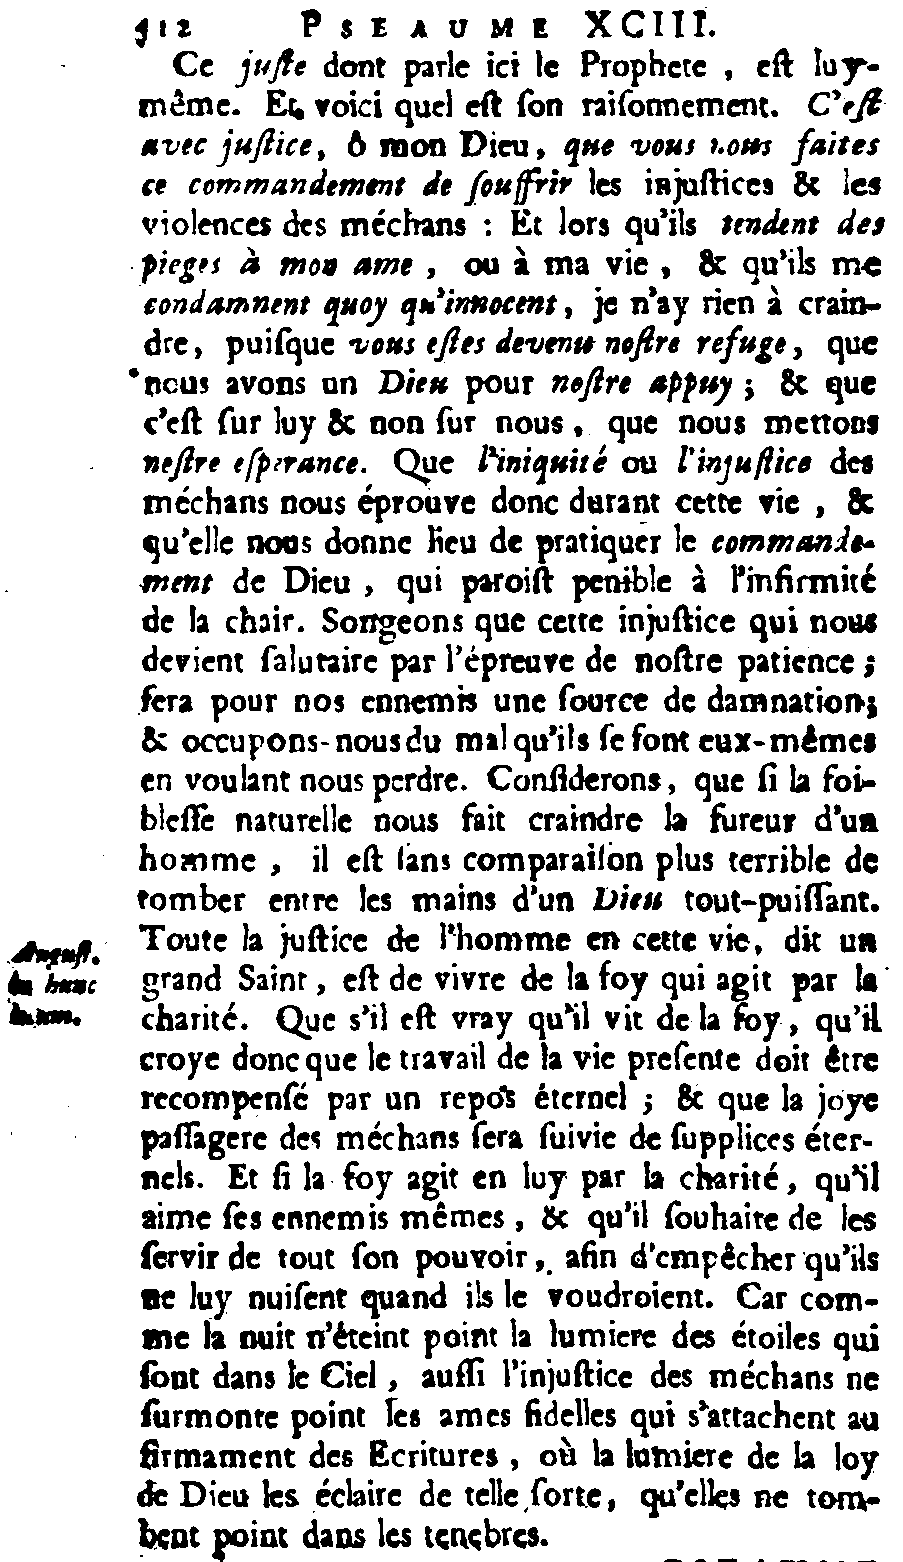 512 PSEAUME XCIII.
Ce juſte dont parle ici le Prophete, eſt luy-
même. Et voici quel eſt ſon raiſonnement. C'eſt
avec juſtice, ô mon Dieu, que vous nous faites
ce commandement de ſouffrir les injuſtices & les
violences des méchans : Et lors qu'ils tendent des
pieges à mon ame, ou à ma vie, & qu'ils me
condamnent quoy qu'innocent, je n'ay rien à crain-
dre, puiſque vous eſtes devenu noſtre refuge, que
nous avons un Dieu pour noſtre appuy ; & que
c'eſt ſur luy & non ſur nous, que nous mettons
noſtre eſperance. Que l'iniquité ou l'injuſtice des
méchans nous éprouve donc durant cette vie, &
qu'elle nous donne lieu de pratiquer le commande-
ment de Dieu, qui paroiſt penible à l'infirmité
de la chair. Songeons que cette injuſtice qui nous
devient ſalutaire par l'épreuve de noſtre patience ;
ſera pour nos ennemis une ſource de damnation;
& occupons-nous du mal qu'ils ſe font eux-mêmes
en voulant nous perdre. Conſiderons, que ſi la foi-
bleſſe naturelle nous fait craindre la fureur d'un
homme, il eſt ſans comparaiſon plus terrible de
tomber entre les mains d'un Dieu tout-puiſſant.
Toute la juſtice de l'homme en cette vie, dit un
Auguſt.
grand Saint, eſt de vivre de la foy qui agit par la
in hunc
charité. Que s'il eſt vray qu'il vit de la foy, qu'il
croye donc que le travail de la vie preſente doit être
recompenſé par un repos éternel ; & que la joye
paſſagere des méchans ſera ſuivie de ſupplices éter-
nels. Et ſi la foy agit en luy par la charité, qu'il
aime ſes ennemis mêmes, & qu'il ſouhaite de les
ſervir de tout ſon pouvoir, afin d'empêcher qu'ils
ne luy nuiſent quand ils le voudroient. Car com-
me la nuit n'éteint point la lumiere des étoiles qui
ſont dans le Ciel, auſſi l'injuſtice des méchans ne
ſurmonte point les ames fidelles qui s'attachent au
firmament des Ecritures, où la lumiere de la loy
de Dieu les éclaire de telle ſorte, qu'elles ne tom-
bent point dans les tenebres.